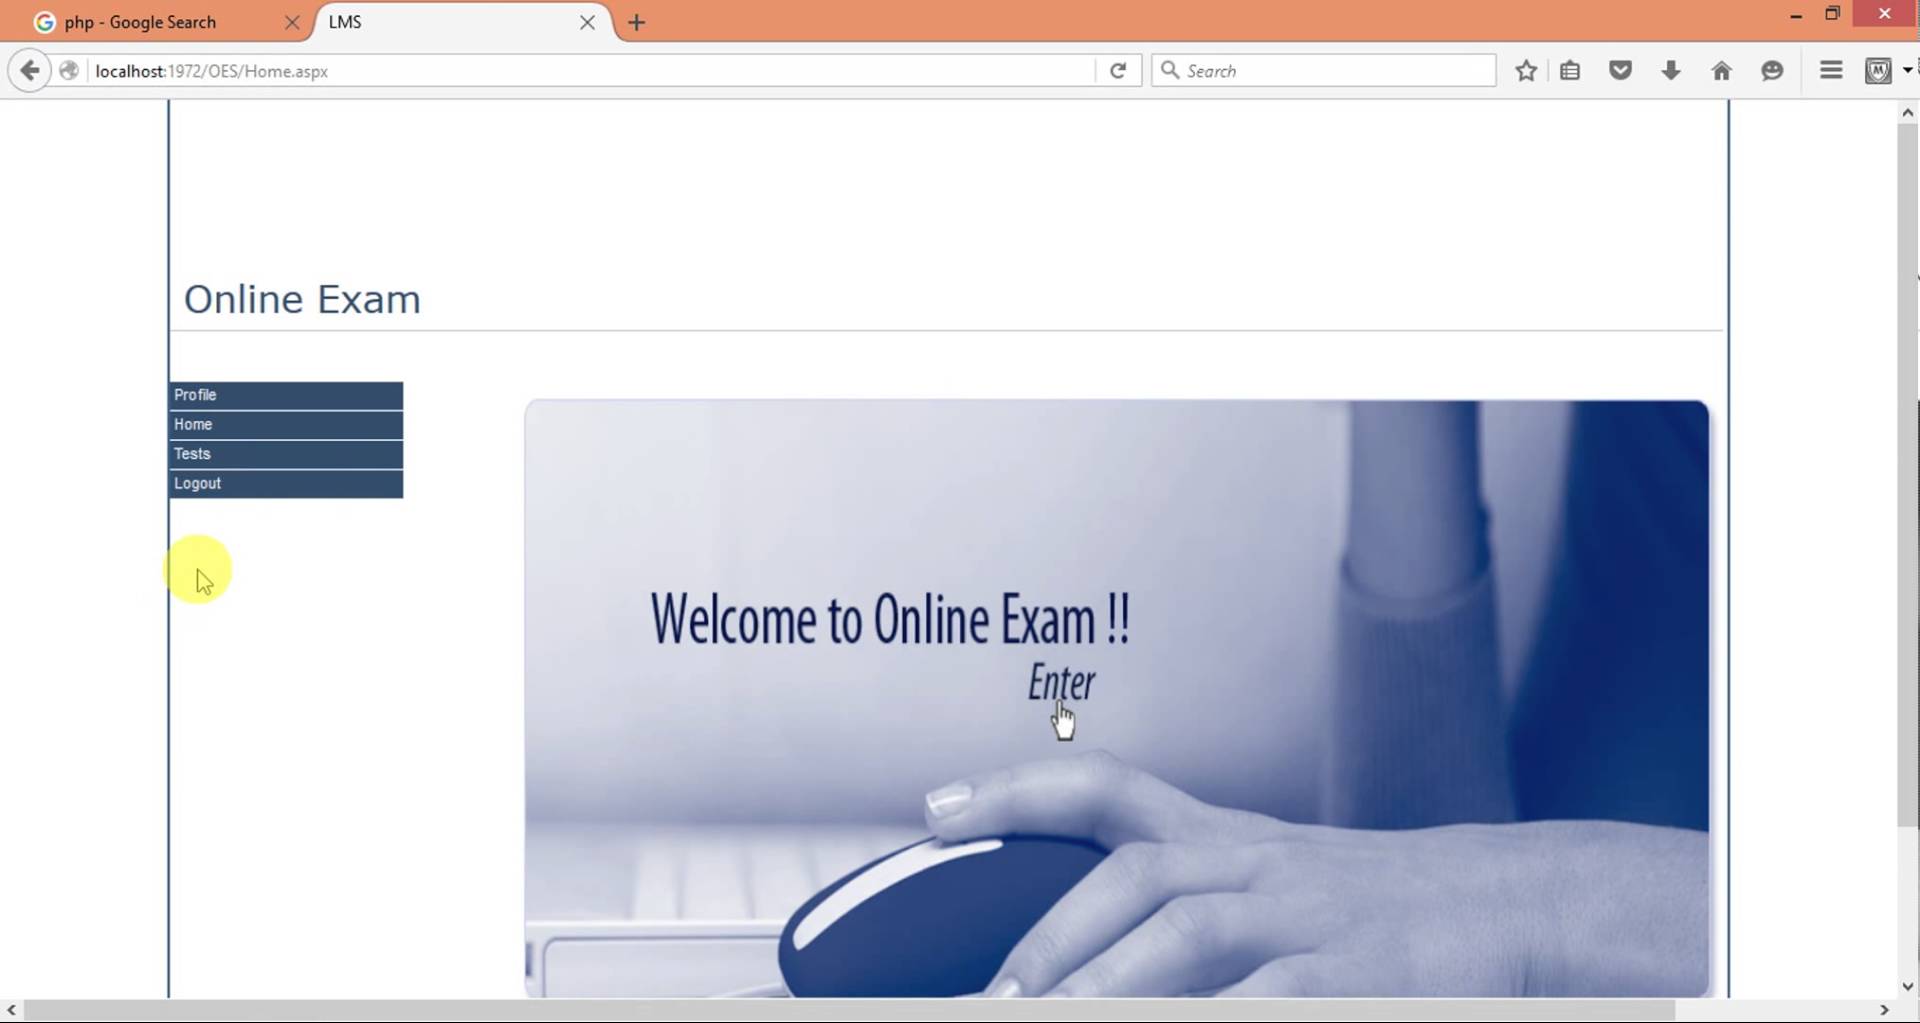 php - Google Search
LMS
localhost:1972/OES/Home.aspx
Search
Online Exam
Profile
Home
Tests
Logout
Welcome to Online Exam !!
Enter